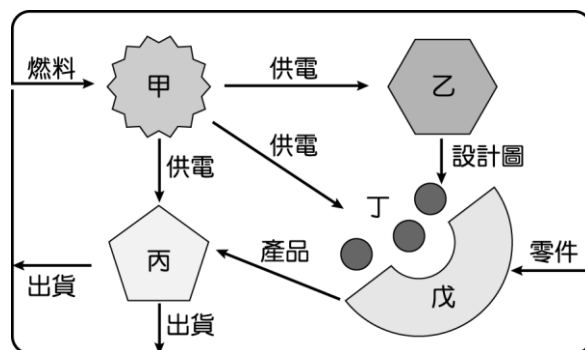 燃料
甲
供電
乙
供電
供電
設計圖
丁
丙
產品
戊
零件
出貨
出貨